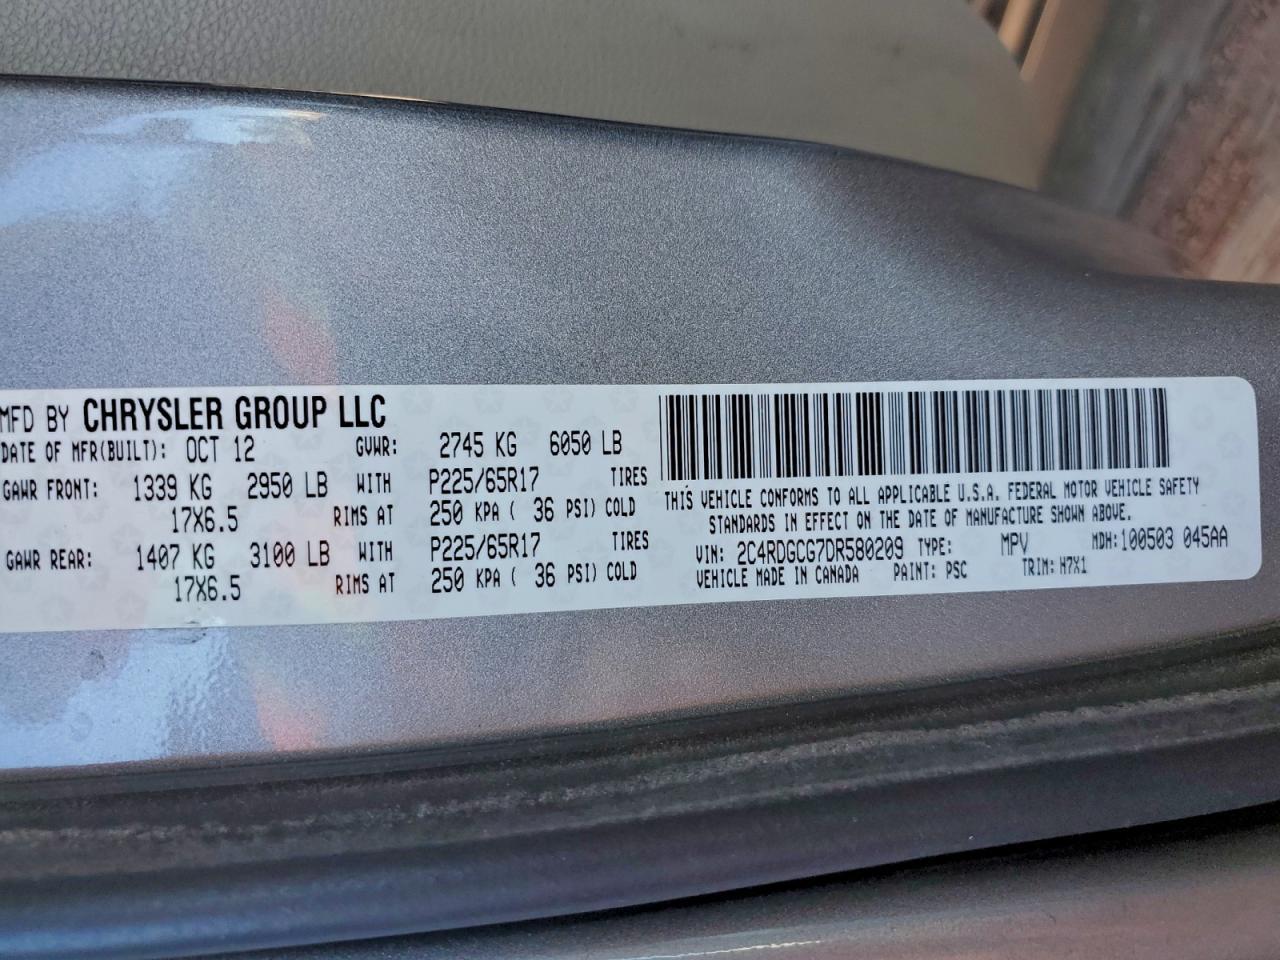 MFD BY CHRYSLER GROUP LLC
DATE OF MFR(BUILT): OCT 12 GVWR: 2745 KG 6050 LB
GAWR FRONT: 1339 KG 2950 LB WITH P225/65R17 TIRES
17X6.5 RIMS AT 250 KPA ( 36 PSI) COLD
GAWR REAR: 1407 KG 3100 LB WITH P225/65R17 TIRES
17X6.5 RIMS AT 250 KPA ( 36 PSI) COLD
THIS VEHICLE CONFORMS TO ALL APPLICABLE U.S.A. FEDERAL MOTOR VEHICLE SAFETY
STANDARDS IN EFFECT ON THE DATE OF MANUFACTURE SHOWN ABOVE.
VIN: 2C4RDGCG7DR580209 TYPE: MPV MDH:100503 045AA
VEHICLE MADE IN CANADA PAINT: PSC TRIM: H7X1